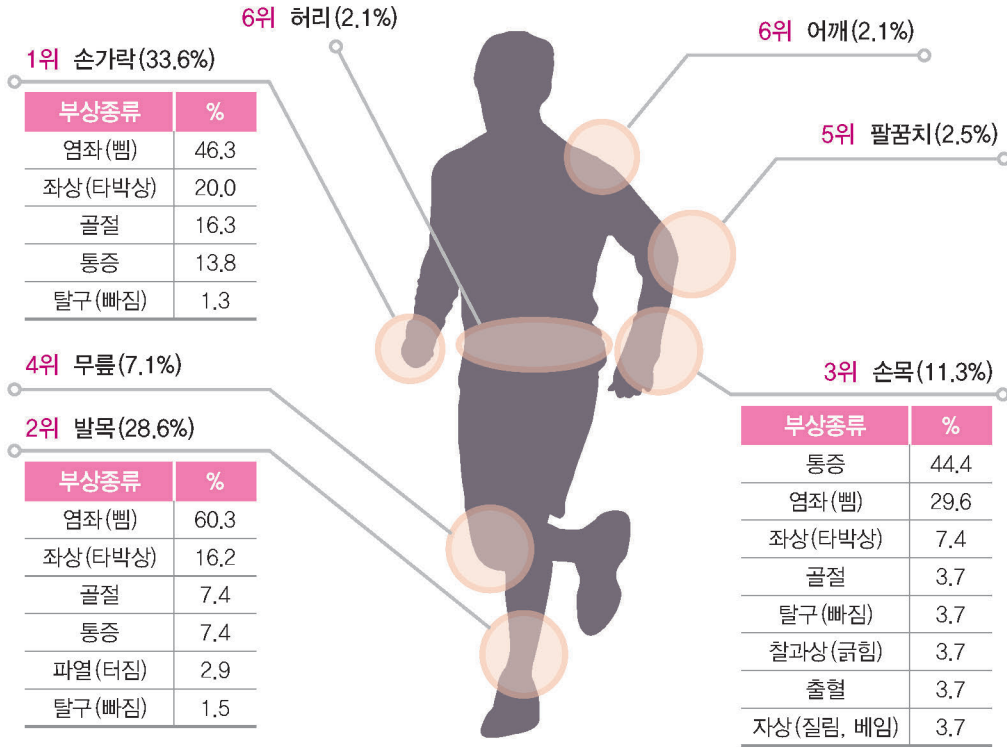 6위 허리(2.1%)
6위 어깨(2.1%)
1위 손가락(33.6%)
부상종류 %
염좌(삠) 46.3
좌상(타박상) 20.0
골절 16.3
통증 13.8
탈구(빠짐) 1.3
5위 팔꿈치(2.5%)
4위 무릎(7.1%)
2위 발목(28.6%)
부상종류 %
염좌(삠) 60.3
좌상(타박상) 16.2
골절 7.4
통증 7.4
파열(터짐) 2.9
탈구(빠짐) 1.5
3위 손목(11.3%)
부상종류 %
통증 44.4
염좌(삠) 29.6
좌상(타박상) 7.4
골절 3.7
탈구(빠짐) 3.7
찰과상(긁힘) 3.7
출혈 3.7
자상(질림, 베임) 3.7